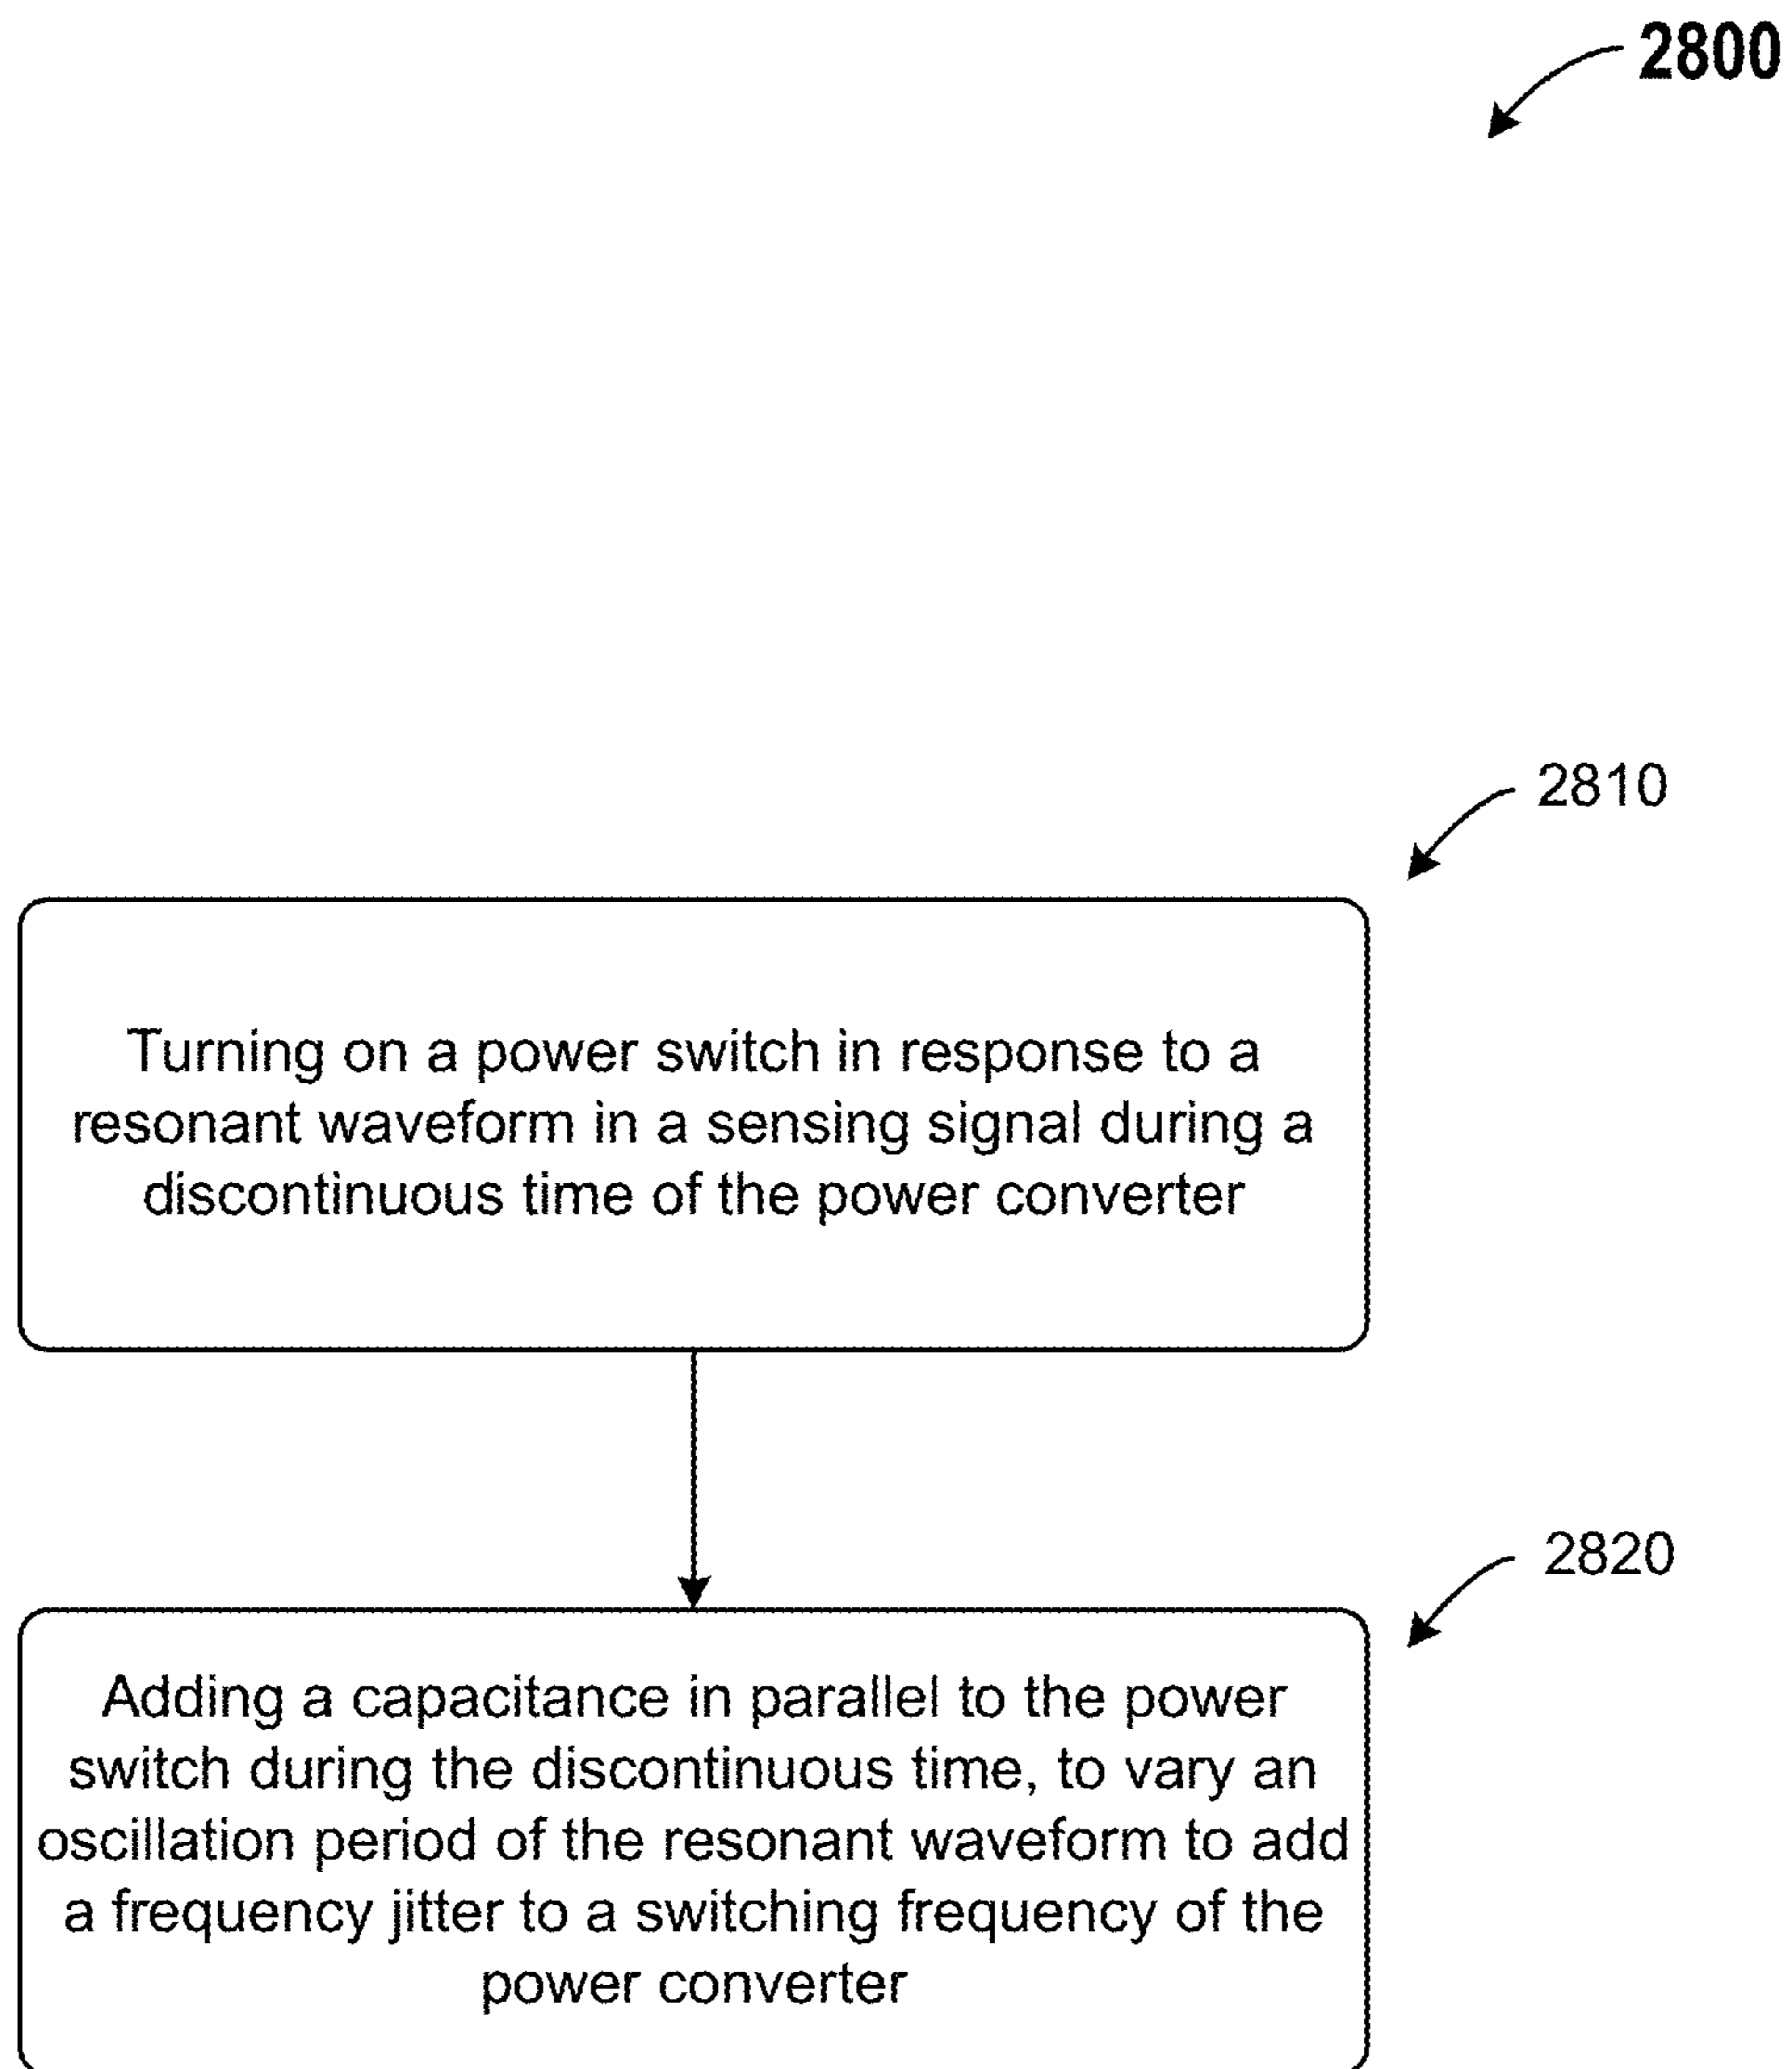 2800
2810
Turning on a power switch in response to a
resonant waveform in a sensing signal during a
discontinuous time of the power converter
2820
Adding a capacitance in parallel to the power
switch during the discontinuous time, to vary an
oscillation period of the resonant waveform to add
a frequency jitter to a switching frequency of the
power converter